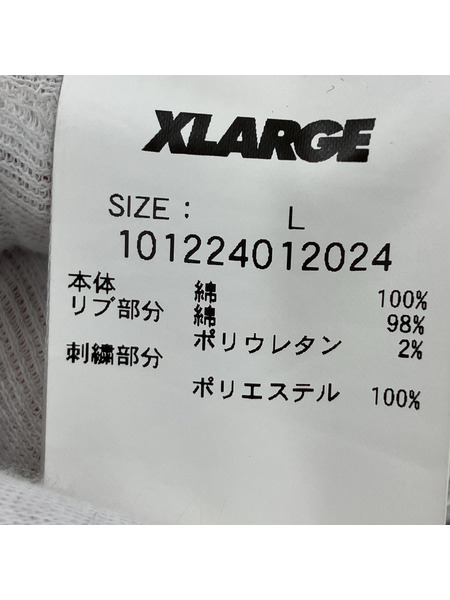 XLARGE
SIZE : L
101224012024
本体 綿 100%
リブ部分 綿 98%
ポリウレタン 2%
刺繍部分
ポリエステル 100%